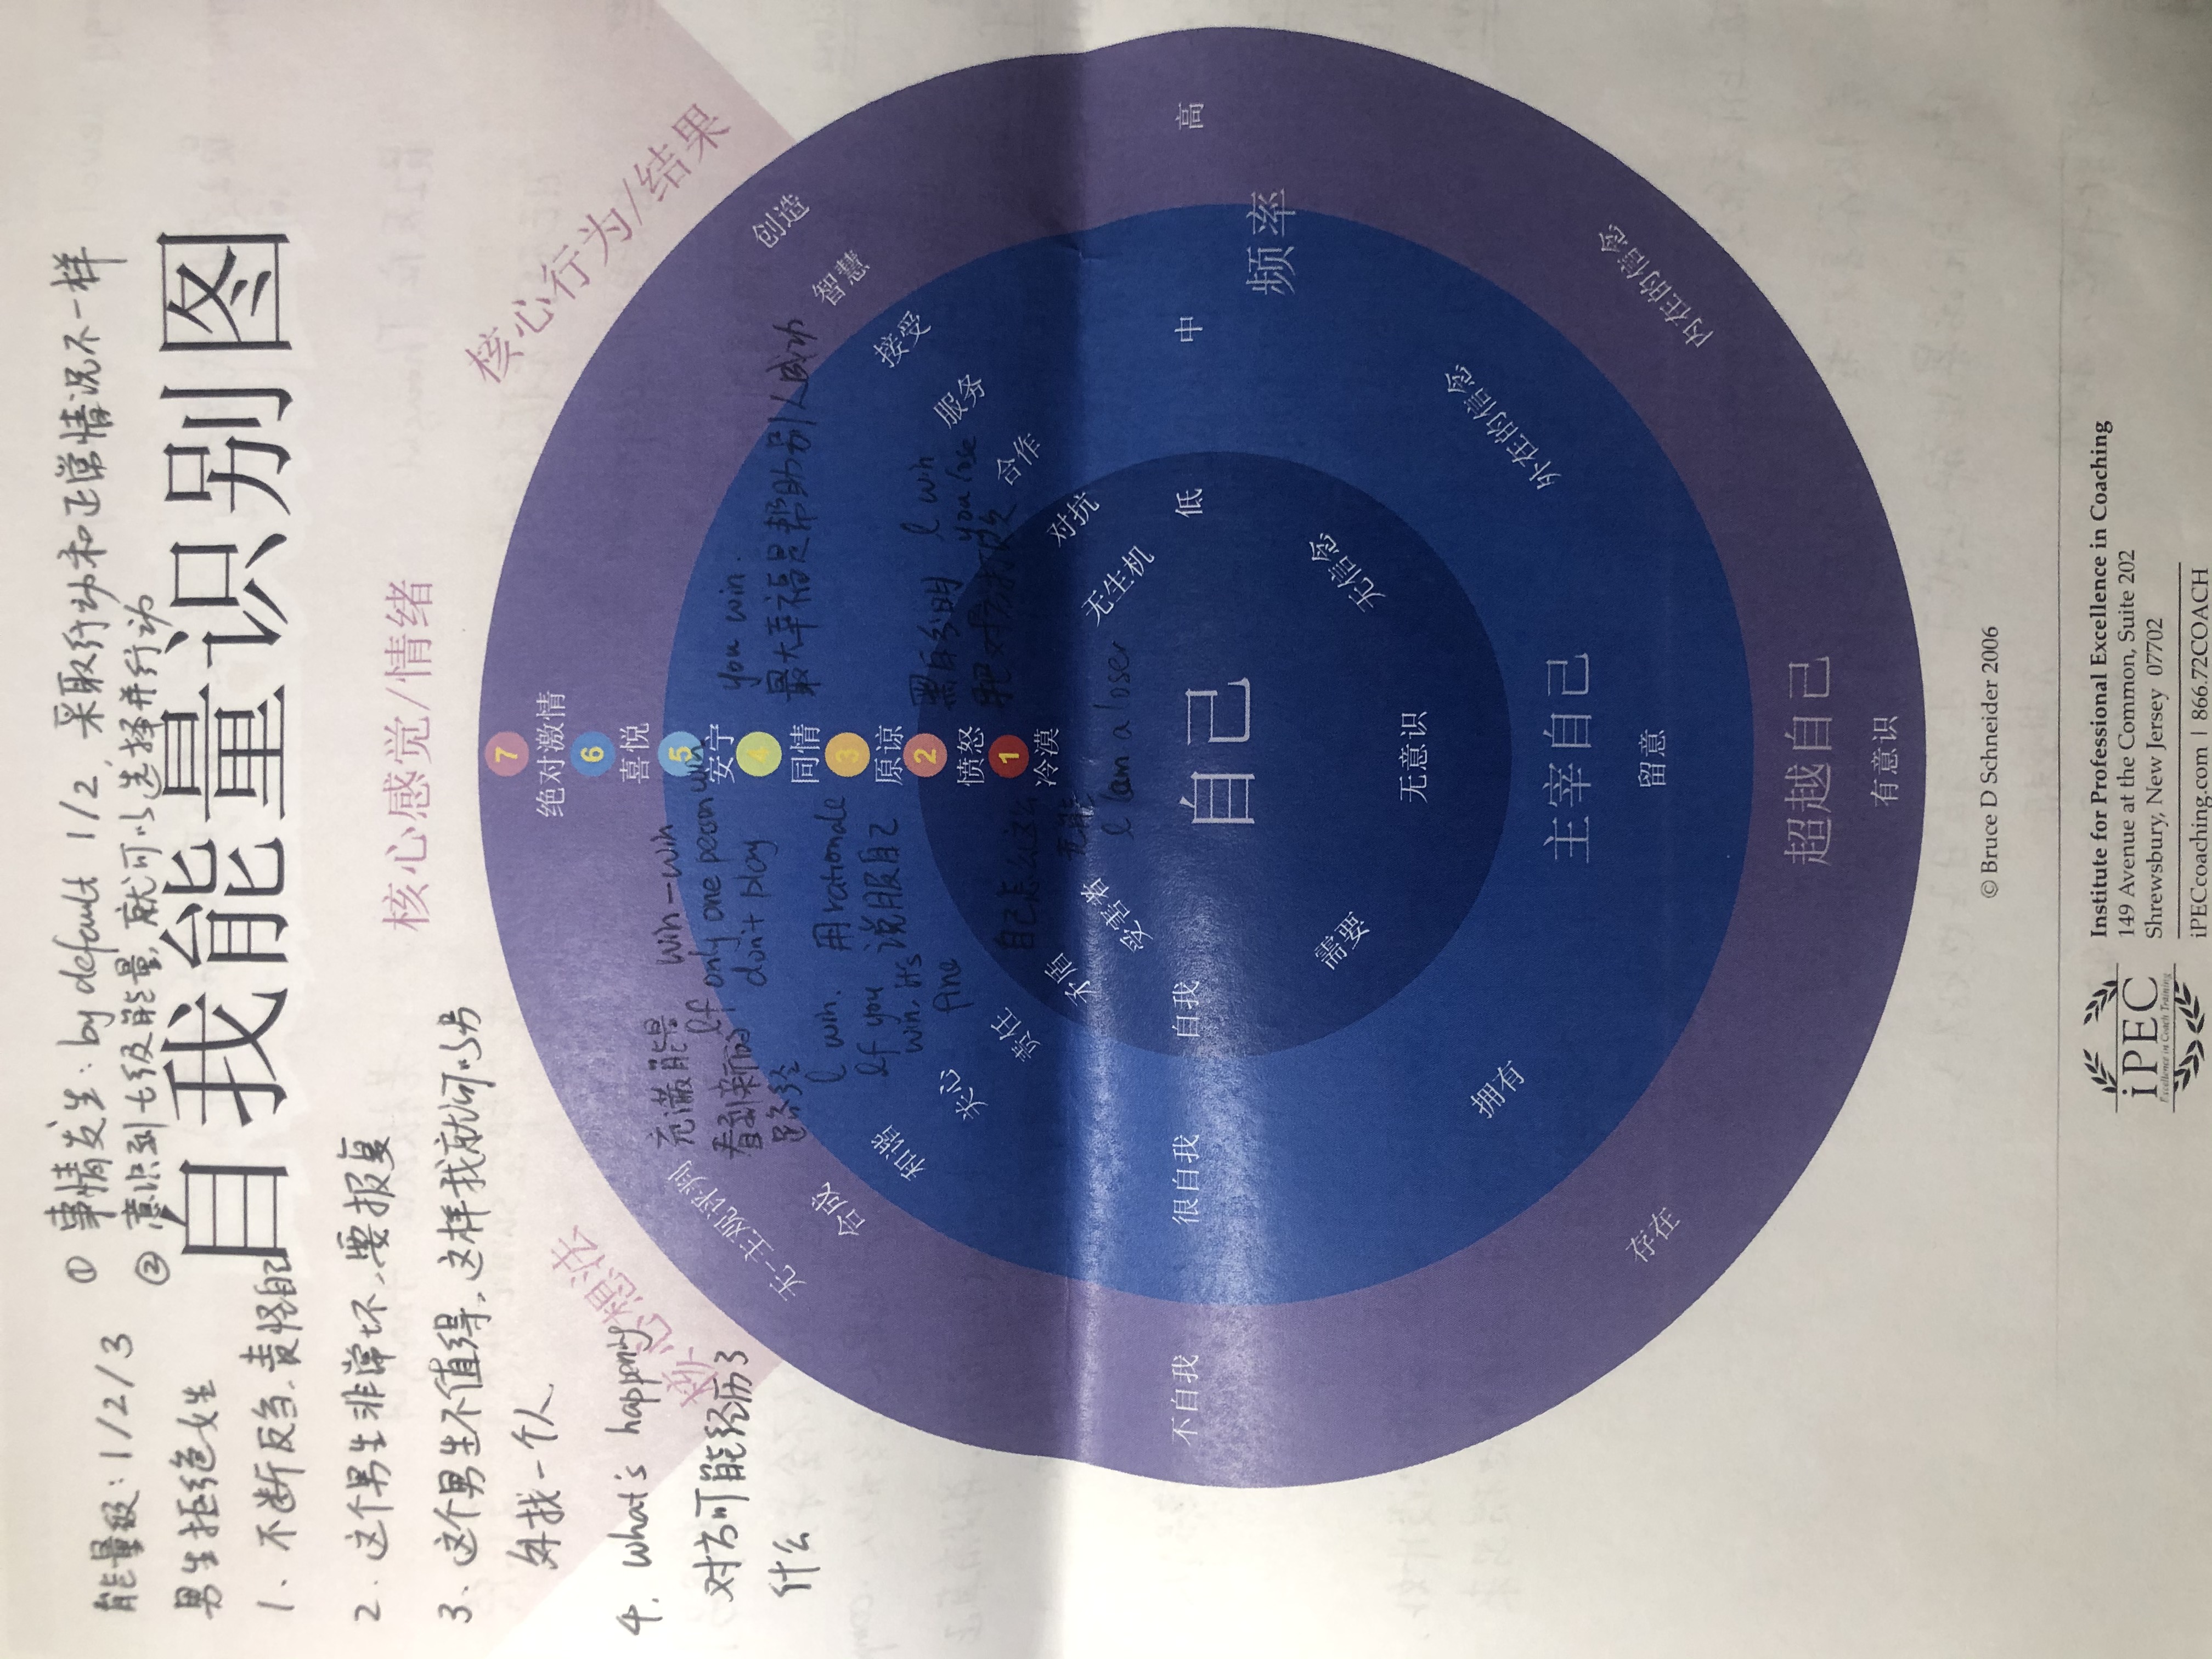 ① 事情发生: by default 1/2, 采取行动和正常情况不一样
② 意识到七级能量, 就可以选择并行动
能量级: 1/2/3
男生拒绝女生
1、不断反刍、责怪自己
2、这个男生非常坏、要报复
3、这个男生不值得, 这样我就可以另
外找一个人
4. What's happening
对方可能经历了
什么
自我能量识别图
核心感觉/情绪
核心想法
核心行为/结果
7
绝对激情
6
喜悦
5
安宁
4
同情
3
原谅
2
愤怒
1
冷漠
无一主观评判
合成
和谐
关心
责任
矛盾
受害者
创造
智慧
接受
服务
合作
对抗
无生机
充满能量
看到新的
路径
win-win
If only one person win
don't play
you win.
最大幸福是帮助别人成功
I win.
If you
win, it's
fine
用rationale
说服自己
黑白分明
I win
you lose
把对方打败
自己怎么这么
无能
I am a loser
不自我
很自我
自我
自己
低
中
高
频率
需要
无信念
无意识
拥有
外在的信念
主宰自己
留意
存在
内在的信念
超越自己
有意识
© Bruce D Schneider 2006
iPEC
Excellence in Coach Training
Institute for Professional Excellence in Coaching
149 Avenue at the Common, Suite 202
Shrewsbury, New Jersey 07702
iPECcoaching.com | 866.72COACH